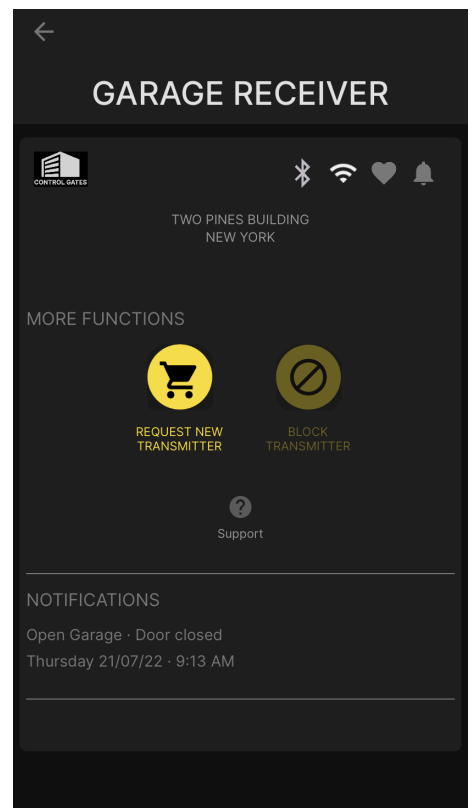 GARAGE RECEIVER
CONTROL GATES
TWO PINES BUILDING
NEW YORK
MORE FUNCTIONS
REQUEST NEW
TRANSMITTER
BLOCK
TRANSMITTER
Support
NOTIFICATIONS
Open Garage · Door closed
Thursday 21/07/22 · 9:13 AM